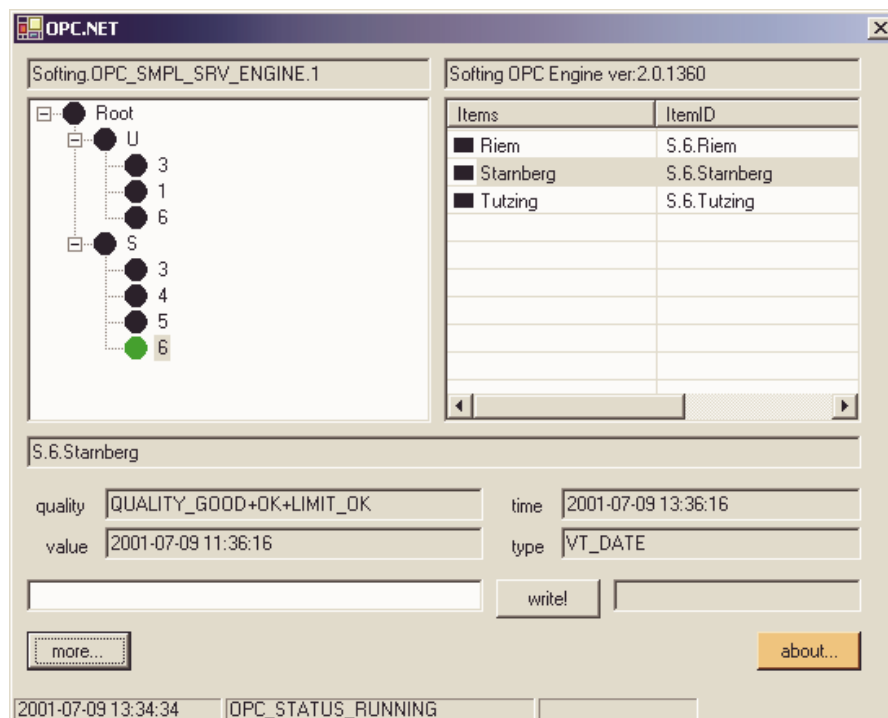 OPC.NET
Softing.OPC_SMPL_SRV_ENGINE.1
Softing OPC Engine ver:2.0.1360
Root
U
3
1
6
S
3
4
5
6
Items ItemID
Riem S.6.Riem
Starnberg S.6.Starnberg
Tutzing S.6.Tutzing
S.6.Starnberg
quality QUALITY_GOOD+OK+LIMIT_OK time 2001-07-09 13:36:16
value 2001-07-09 11:36:16 type VT_DATE
write!
more... about...
2001-07-09 13:34:34 OPC_STATUS_RUNNING